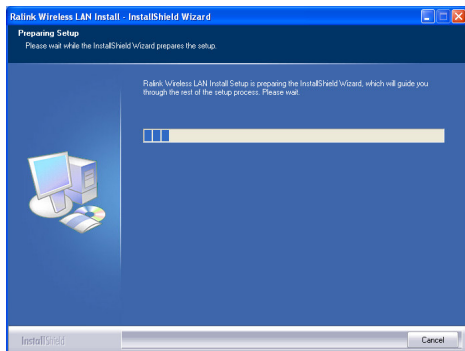 Ralink Wireless LAN Install - InstallShield Wizard
Preparing Setup
Please wait while the InstallShield Wizard prepares the setup.
Ralink Wireless LAN Install Setup is preparing the InstallShield Wizard, which will guide you
through the rest of the setup process. Please wait.
InstallShield
Cancel